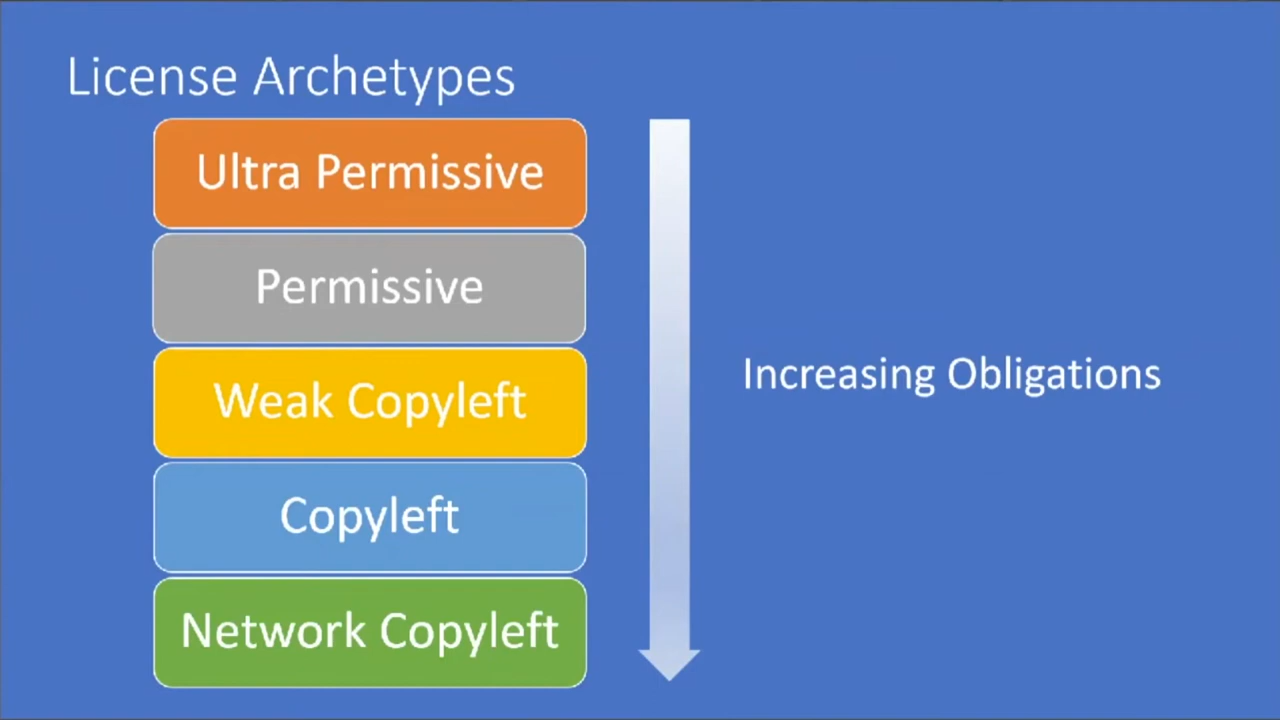 License Archetypes
Ultra Permissive
Permissive
Weak Copyleft
Copyleft
Network Copyleft
Increasing Obligations